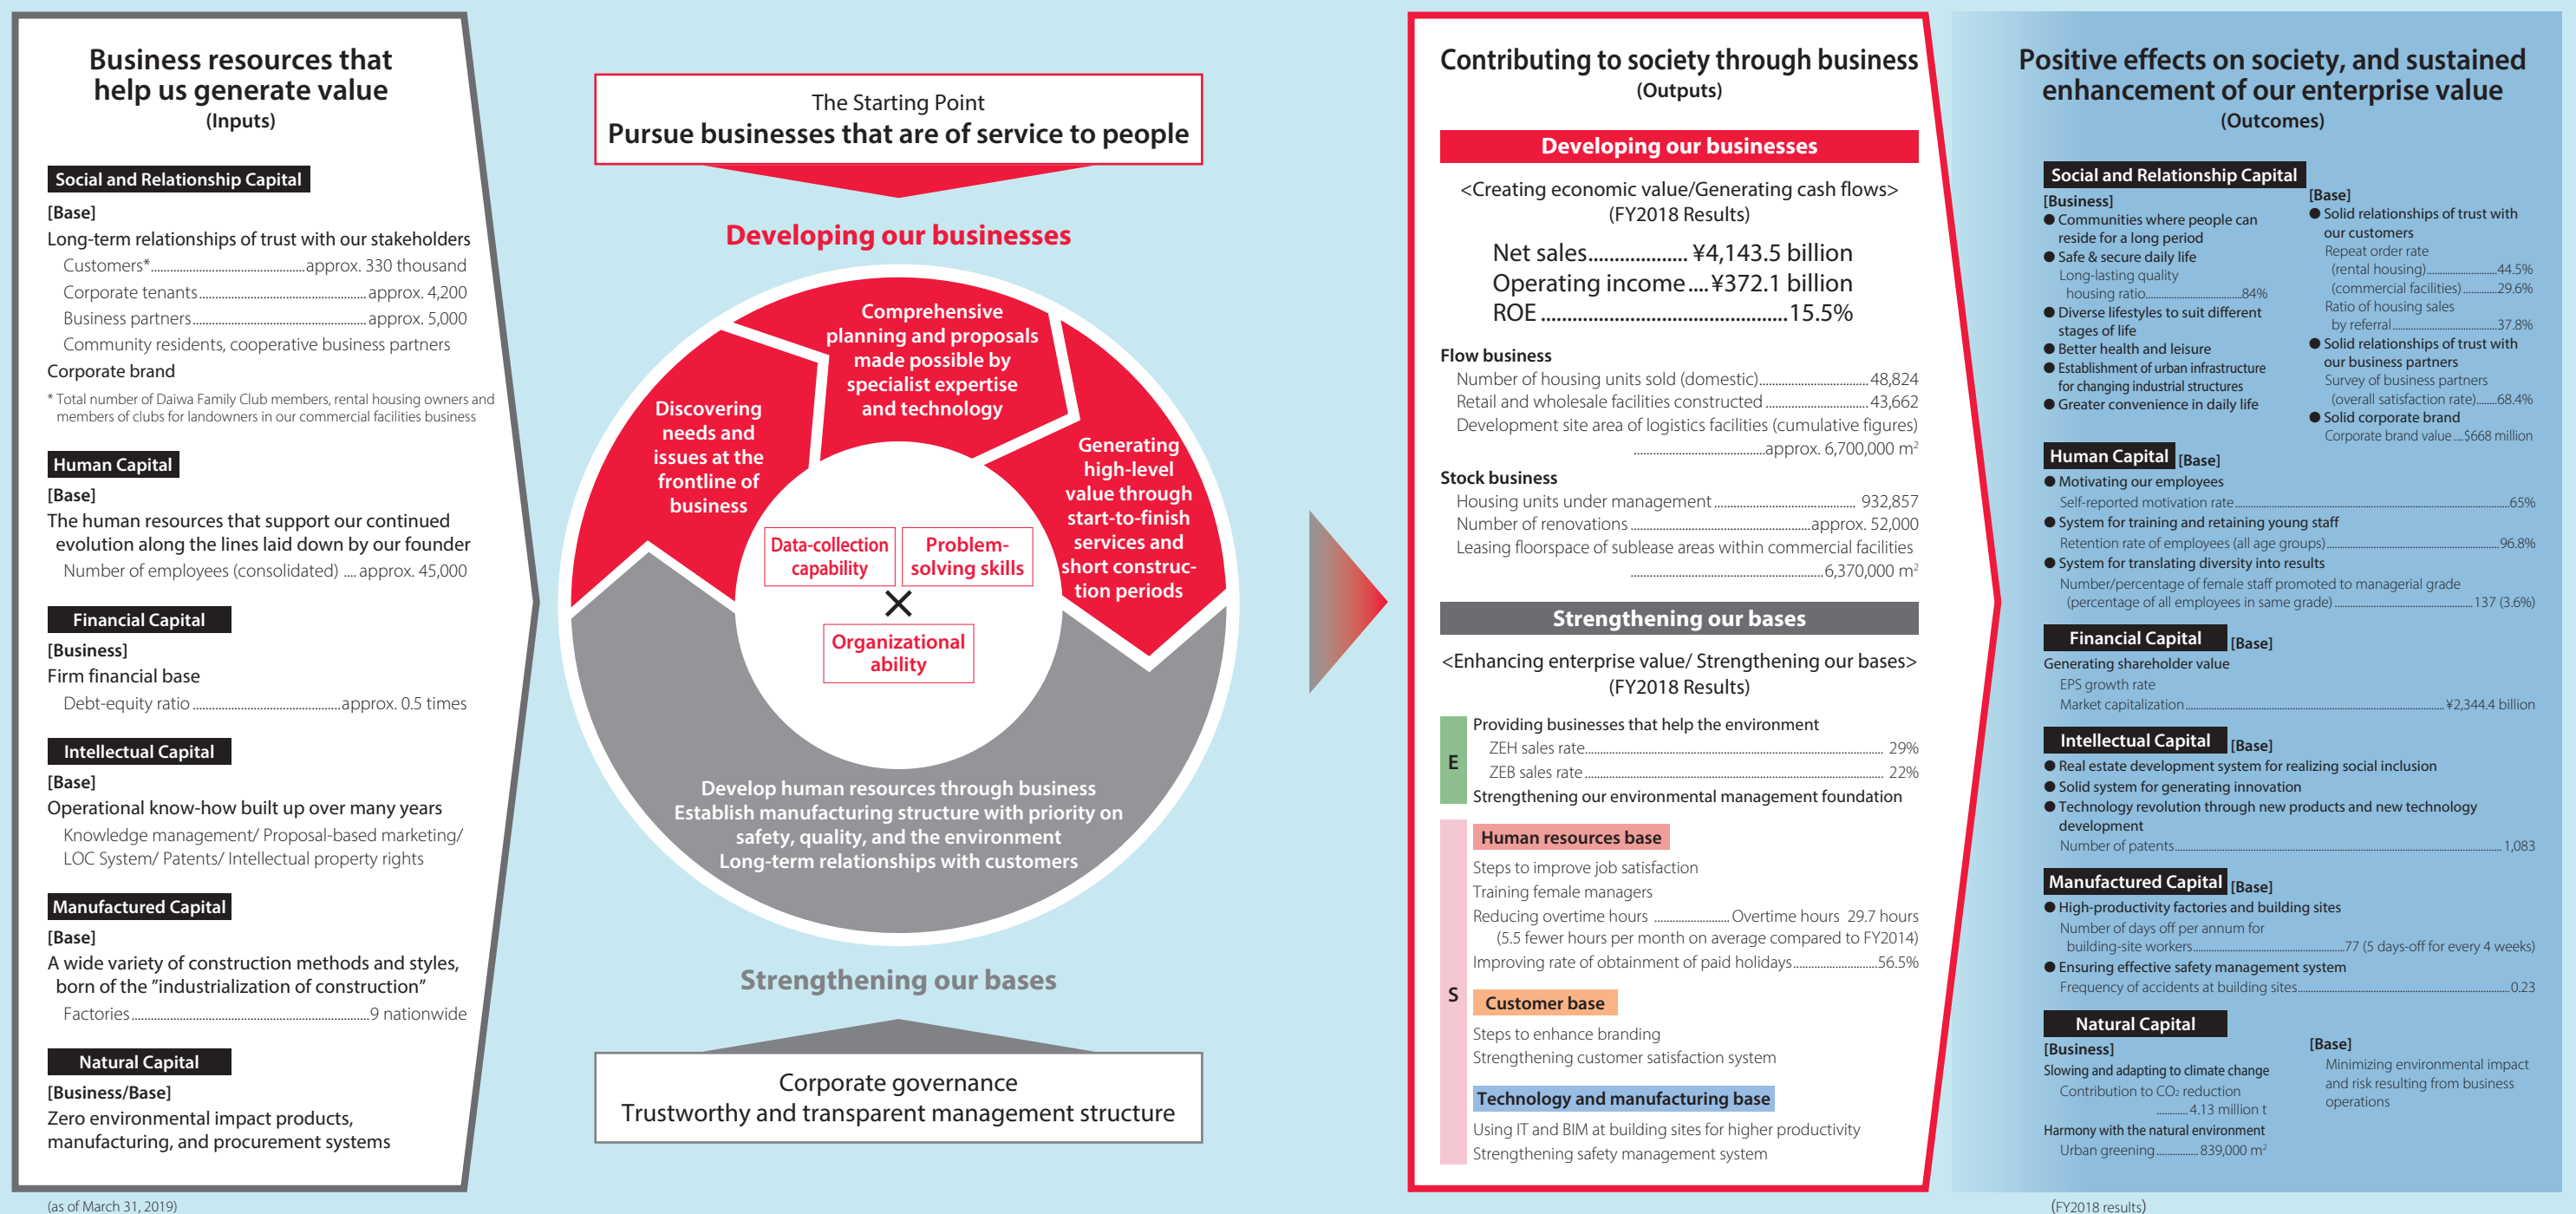 Business resources that
help us generate value
(Inputs)
Social and Relationship Capital
[Base]
Long-term relationships of trust with our stakeholders
Customers*..............................................approx. 330 thousand
Corporate tenants..................................................approx. 4,200
Business partners....................................................approx. 5,000
Community residents, cooperative business partners
Corporate brand
* Total number of Daiwa Family Club members, rental housing owners and
members of clubs for landowners in our commercial facilities business
Human Capital
[Base]
The human resources that support our continued
evolution along the lines laid down by our founder
Number of employees (consolidated) .... approx. 45,000
Financial Capital
[Business]
Firm financial base
Debt-equity ratio ............................................approx. 0.5 times
Intellectual Capital
[Base]
Operational know-how built up over many years
Knowledge management/ Proposal-based marketing/
LOC System/ Patents/ Intellectual property rights
Manufactured Capital
[Base]
A wide variety of construction methods and styles,
born of the ”industrialization of construction”
Factories.......................................................................9 nationwide
Natural Capital
[Business/Base]
Zero environmental impact products,
manufacturing, and procurement systems
(as of March 31, 2019)
The Starting Point
Pursue businesses that are of service to people
Developing our businesses
Discovering
needs and
issues at the
frontline of
business
Comprehensive
planning and proposals
made possible by
specialist expertise
and technology
Generating
high-level
value through
start-to-finish
services and
short construc-
tion periods
Data-collection
capability
Problem-
solving skills
×
Organizational
ability
Develop human resources through business
Establish manufacturing structure with priority on
safety, quality, and the environment
Long-term relationships with customers
Strengthening our bases
Corporate governance
Trustworthy and transparent management structure
Contributing to society through business
(Outputs)
Developing our businesses
<Creating economic value/Generating cash flows>
(FY2018 Results)
Net sales................... ¥4,143.5 billion
Operating income....¥372.1 billion
ROE ...............................................15.5%
Flow business
Number of housing units sold (domestic)................................48,824
Retail and wholesale facilities constructed ..............................43,662
Development site area of logistics facilities (cumulative figures)
.......................................approx. 6,700,000 m²
Stock business
Housing units under management.......................................... 932,857
Number of renovations.....................................................approx. 52,000
Leasing floorspace of sublease areas within commercial facilities
.........................................................6,370,000 m²
Strengthening our bases
<Enhancing enterprise value/ Strengthening our bases>
(FY2018 Results)
E
Providing businesses that help the environment
ZEH sales rate......................................................................................... 29%
ZEB sales rate ......................................................................................... 22%
Strengthening our environmental management foundation
S
Human resources base
Steps to improve job satisfaction
Training female managers
Reducing overtime hours ......................Overtime hours 29.7 hours
(5.5 fewer hours per month on average compared to FY2014)
Improving rate of obtainment of paid holidays.........................56.5%
Customer base
Steps to enhance branding
Strengthening customer satisfaction system
Technology and manufacturing base
Using IT and BIM at building sites for higher productivity
Strengthening safety management system
Positive effects on society, and sustained
enhancement of our enterprise value
(Outcomes)
Social and Relationship Capital
[Business]
● Communities where people can
reside for a long period
● Safe & secure daily life
Long-lasting quality
housing ratio...................................84%
● Diverse lifestyles to suit different
stages of life
● Better health and leisure
● Establishment of urban infrastructure
for changing industrial structures
● Greater convenience in daily life
[Base]
● Solid relationships of trust with
our customers
Repeat order rate
(rental housing)..........................44.5%
(commercial facilities).............29.6%
Ratio of housing sales
by referral.......................................37.8%
● Solid relationships of trust with
our business partners
Survey of business partners
(overall satisfaction rate)........68.4%
● Solid corporate brand
Corporate brand value....$668 million
Human Capital [Base]
● Motivating our employees
Self-reported motivation rate......................................................................65%
● System for training and retaining young staff
Retention rate of employees (all age groups)...............................................96.8%
● System for translating diversity into results
Number/percentage of female staff promoted to managerial grade
(percentage of all employees in same grade)........................................137 (3.6%)
Financial Capital [Base]
Generating shareholder value
EPS growth rate
Market capitalization.......................................................................¥2,344.4 billion
Intellectual Capital [Base]
● Real estate development system for realizing social inclusion
● Solid system for generating innovation
● Technology revolution through new products and new technology
development
Number of patents................................................................................1,083
Manufactured Capital [Base]
● High-productivity factories and building sites
Number of days off per annum for
building-site workers...............................................77 (5 days-off for every 4 weeks)
● Ensuring effective safety management system
Frequency of accidents at building sites........................................................0.23
Natural Capital
[Business]
Slowing and adapting to climate change
Contribution to CO₂ reduction
............4.13 million t
Harmony with the natural environment
Urban greening...............839,000 m²
[Base]
Minimizing environmental impact
and risk resulting from business
operations
(FY2018 results)